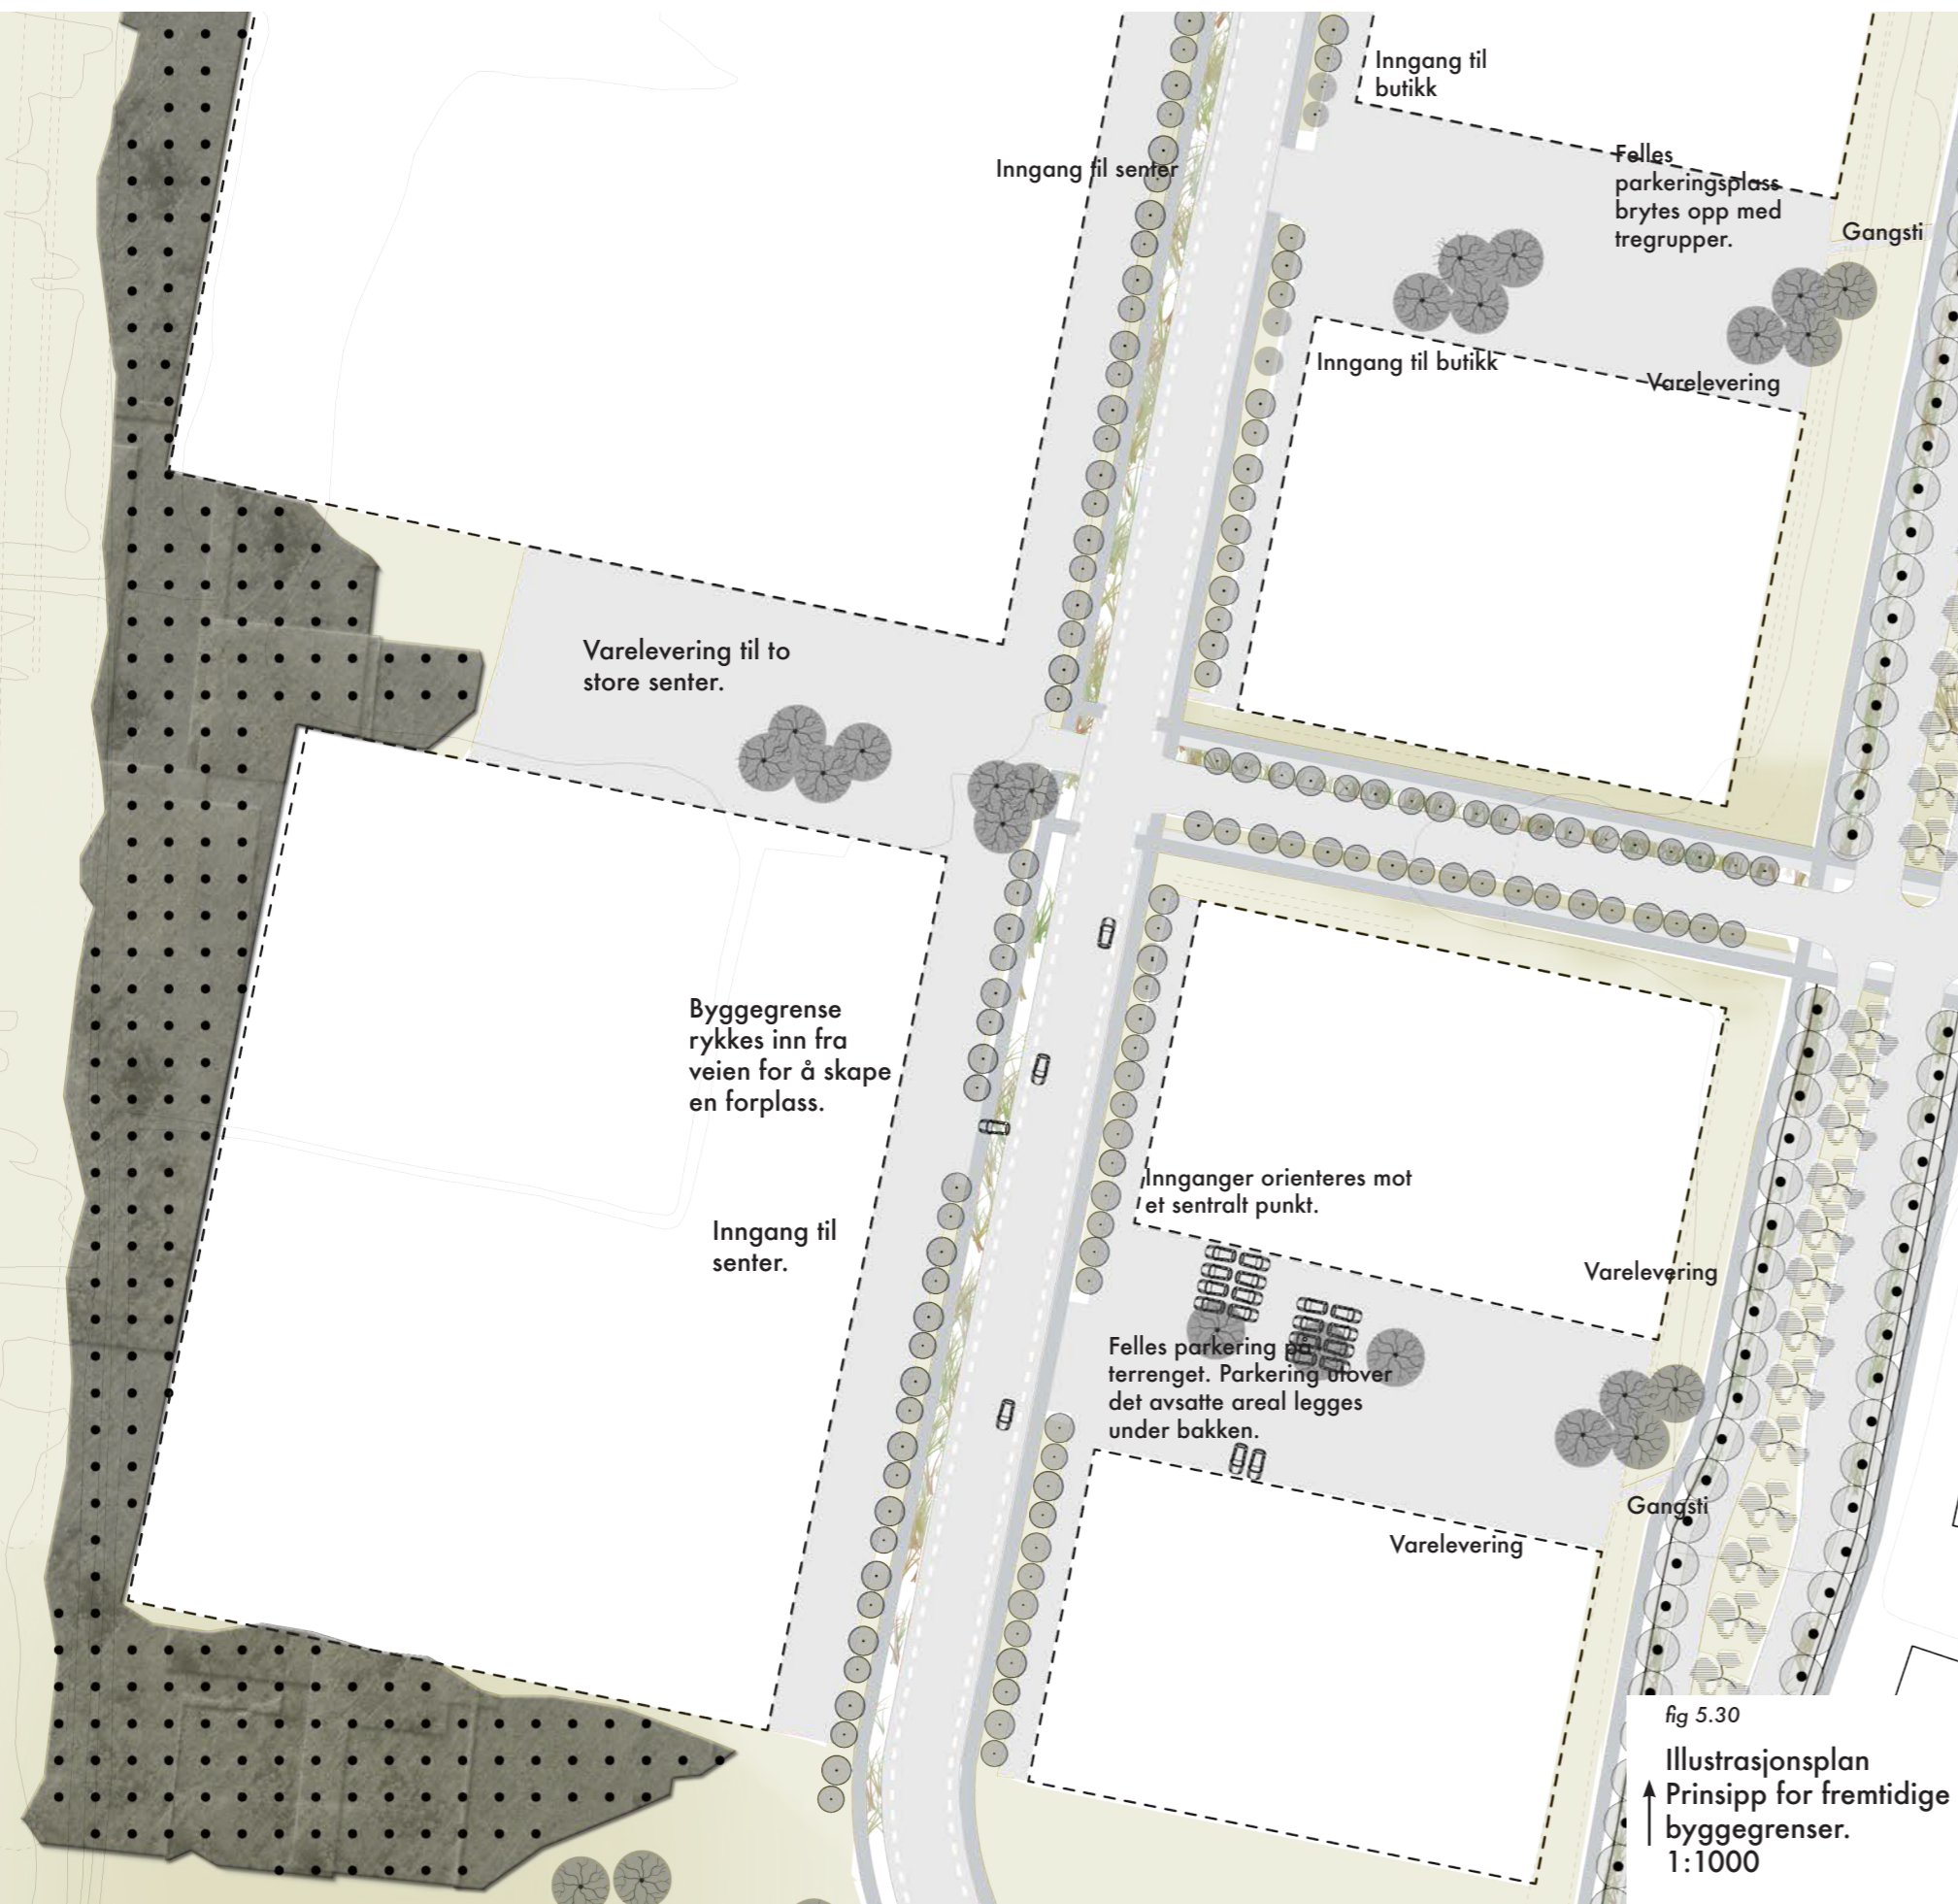 Inngang til
butikk
Inngang til senter
Felles
parkeringsplass
brytes opp med
tregrupper.
Gangsti
Inngang til butikk
Varelevering
Varelevering til to
store senter.
Byggegrense
rykkes inn fra
veien for å skape
en forplass.
Innganger orienteres mot
et sentralt punkt.
Inngang til
senter.
Varelevering
Felles parkering på
terrenget. Parkering utover
det avsatte areal legges
under bakken.
Gangsti
Varelevering
fig 5.30
Illustrasjonsplan
Prinsipp for fremtidige
byggegrenser.
1:1000